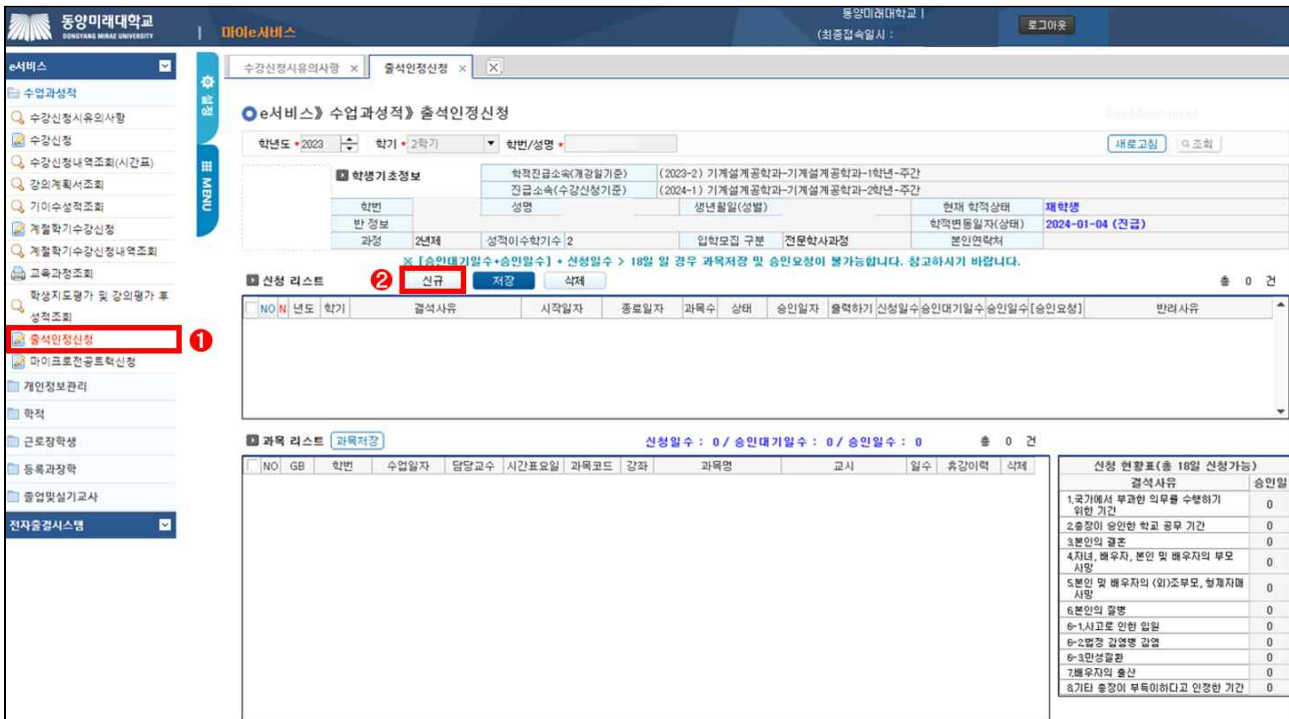 동양미래대학교
DONGYANG MIRAE UNIVERSITY
마이e서비스
동양미래대학교 |
(최종접속일시 :
로그아웃
e서비스
수업과성적
수강신청시유의사항
수강신청
수강신청내역조회(시간표)
강의계획서조회
기이수성적조회
계절학기수강신청
계절학기수강신청내역조회
교육과정조회
학생지도평가 및 강의평가 후
성적조회
출석인정신청
❶
마이크로전공트랙신청
개인정보관리
학적
근로장학생
등록과장학
졸업및실기교사
전자출결시스템
설정
MENU
수강신청시유의사항 ×
출석인정신청 ×
e서비스》 수업과성적》 출석인정신청
학년도 • 2023 학기 • 2학기 학번/성명 •
새로고침 조회
학생기초정보
학적진급소속(개강일기준) (2023-2) 기계설계공학과-기계설계공학과-1학년-주간
진급소속(수강신청기준) (2024-1) 기계설계공학과-기계설계공학과-2학년-주간
학번 성명 생년월일(성별) 현재 학적상태 재학생
반 정보 학적변동일자(상태) 2024-01-04 (진급)
과정 2년제 성적이수학기수 2 입학모집 구분 전문학사과정 본인연락처
※ [승인대기일수+승인일수] + 신청일수 > 18일 일 경우 과목저장 및 승인요청이 불가능합니다. 참고하시기 바랍니다.
신청 리스트 ❷ 신규 저장 삭제 총 0 건
NO N 년도 학기 결석사유 시작일자 종료일자 과목수 상태 승인일자 출력하기 신청일수 승인대기일수 승인일수 [승인요청] 반려사유
과목 리스트 과목저장 신청일수 : 0 / 승인대기일수 : 0 / 승인일수 : 0 총 0 건
NO GB 학번 수업일자 담당교수 시간표요일 과목코드 강좌 과목명 교시 일수 휴강이력 삭제
신청 현황표(총 18일 신청가능)
결석사유 승인일
1.국가에서 부과한 의무를 수행하기
위한 기간 0
2.총장이 승인한 학교 공무 기간 0
3.본인의 결혼 0
4.자녀, 배우자, 본인 및 배우자의 부모
사망 0
5.본인 및 배우자의 (외)조부모, 형제자매
사망 0
6.본인의 질병 0
6-1.사고로 인한 입원 0
6-2법정 감염병 감염 0
6-3.만성질환 0
7.배우자의 출산 0
8.기타 총장이 부득이하다고 인정한 기간 0